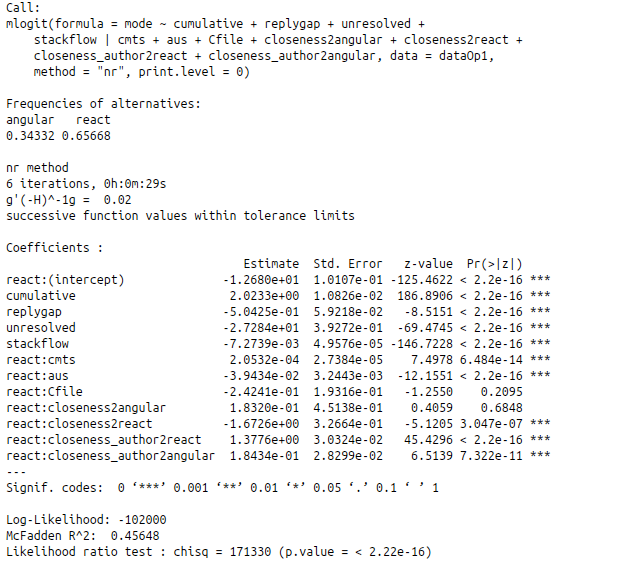 Call:
mlogit(formula = mode ~ cumulative + replygap + unresolved +
    stackflow | cmts + aus + Cfile + closeness2angular + closeness2react +
    closeness_author2react + closeness_author2angular, data = dataOp1,
    method = "nr", print.level = 0)

Frequencies of alternatives:
angular   react
0.34332 0.65668

nr method
6 iterations, 0h:0m:29s
g'(-H)^-1g =  0.02
successive function values within tolerance limits

Coefficients :
                                 Estimate  Std. Error   z-value  Pr(>|z|)
react:(intercept)              -1.2680e+01  1.0107e-01 -125.4622 < 2.2e-16 ***
cumulative                      2.0233e+00  1.0826e-02  186.8906 < 2.2e-16 ***
replygap                       -5.0425e-01  5.9218e-02   -8.5151 < 2.2e-16 ***
unresolved                     -2.7284e+01  3.9272e-01  -69.4745 < 2.2e-16 ***
stackflow                      -7.2739e-03  4.9576e-05 -146.7228 < 2.2e-16 ***
react:cmts                      2.0532e-04  2.7384e-05    7.4978 6.484e-14 ***
react:aus                      -3.9434e-02  3.2443e-03  -12.1551 < 2.2e-16 ***
react:Cfile                    -2.4241e-01  1.9316e-01   -1.2550    0.2095
react:closeness2angular         1.8320e-01  4.5138e-01    0.4059    0.6848
react:closeness2react          -1.6726e+00  3.2664e-01   -5.1205 3.047e-07 ***
react:closeness_author2react    1.3776e+00  3.0324e-02   45.4296 < 2.2e-16 ***
react:closeness_author2angular  1.8434e-01  2.8299e-02    6.5139 7.322e-11 ***
---
Signif. codes:  0 ‘***’ 0.001 ‘**’ 0.01 ‘*’ 0.05 ‘.’ 0.1 ‘ ’ 1

Log-Likelihood: -102000
McFadden R^2:  0.45648
Likelihood ratio test : chisq = 171330 (p.value = < 2.22e-16)